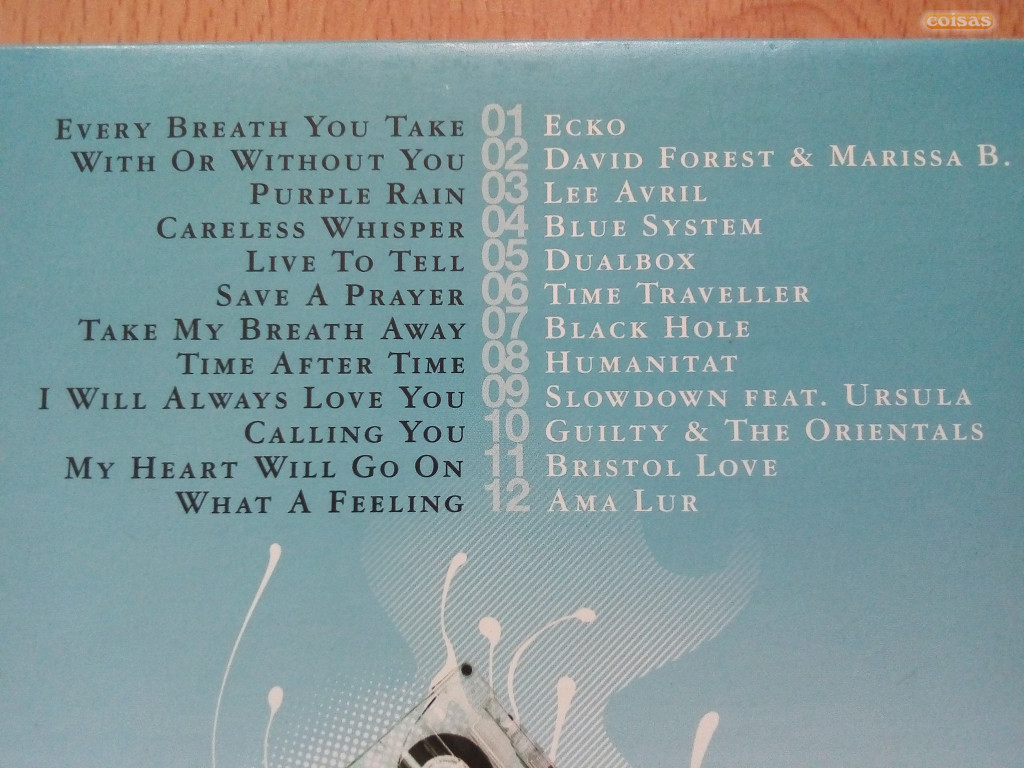 coisas
Every Breath You Take 01 Ecko
With Or Without You 02 David Forest & Marissa B.
Purple Rain 03 Lee Avril
Careless Whisper 04 Blue System
Live To Tell 05 Dualbox
Save A Prayer 06 Time Traveller
Take My Breath Away 07 Black Hole
Time After Time 08 Humanitat
I Will Always Love You 09 Slowdown feat. Ursula
Calling You 10 Guilty & The Orientals
My Heart Will Go On 11 Bristol Love
What A Feeling 12 Ama Lur